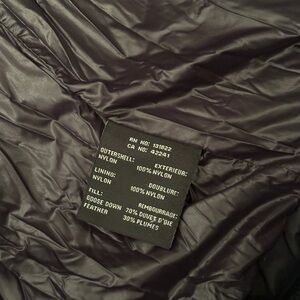 RN NO: 131822
CA NO: 42241
OUTERSHELL: EXTERIEUR:
NYLON 100% NYLON
LINING: DOUBLURE:
NYLON 100% NYLON
FILL: REMBOURRAGE:
GOOSE DOWN 70% DUVET D'OIE
FEATHER 30% PLUMES